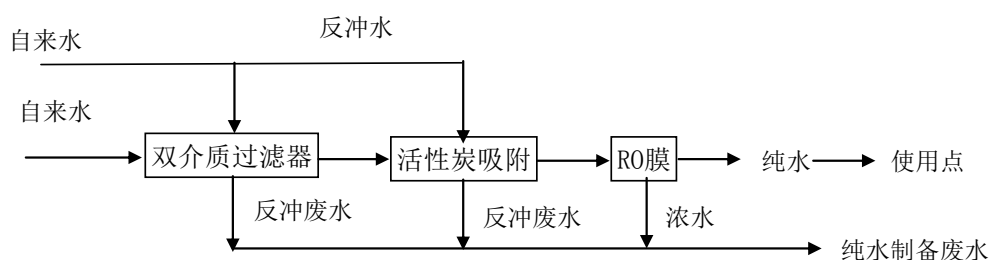 自来水
反冲水
自来水
双介质过滤器
活性炭吸附
RO膜
纯水
使用点
反冲废水
反冲废水
浓水
纯水制备废水